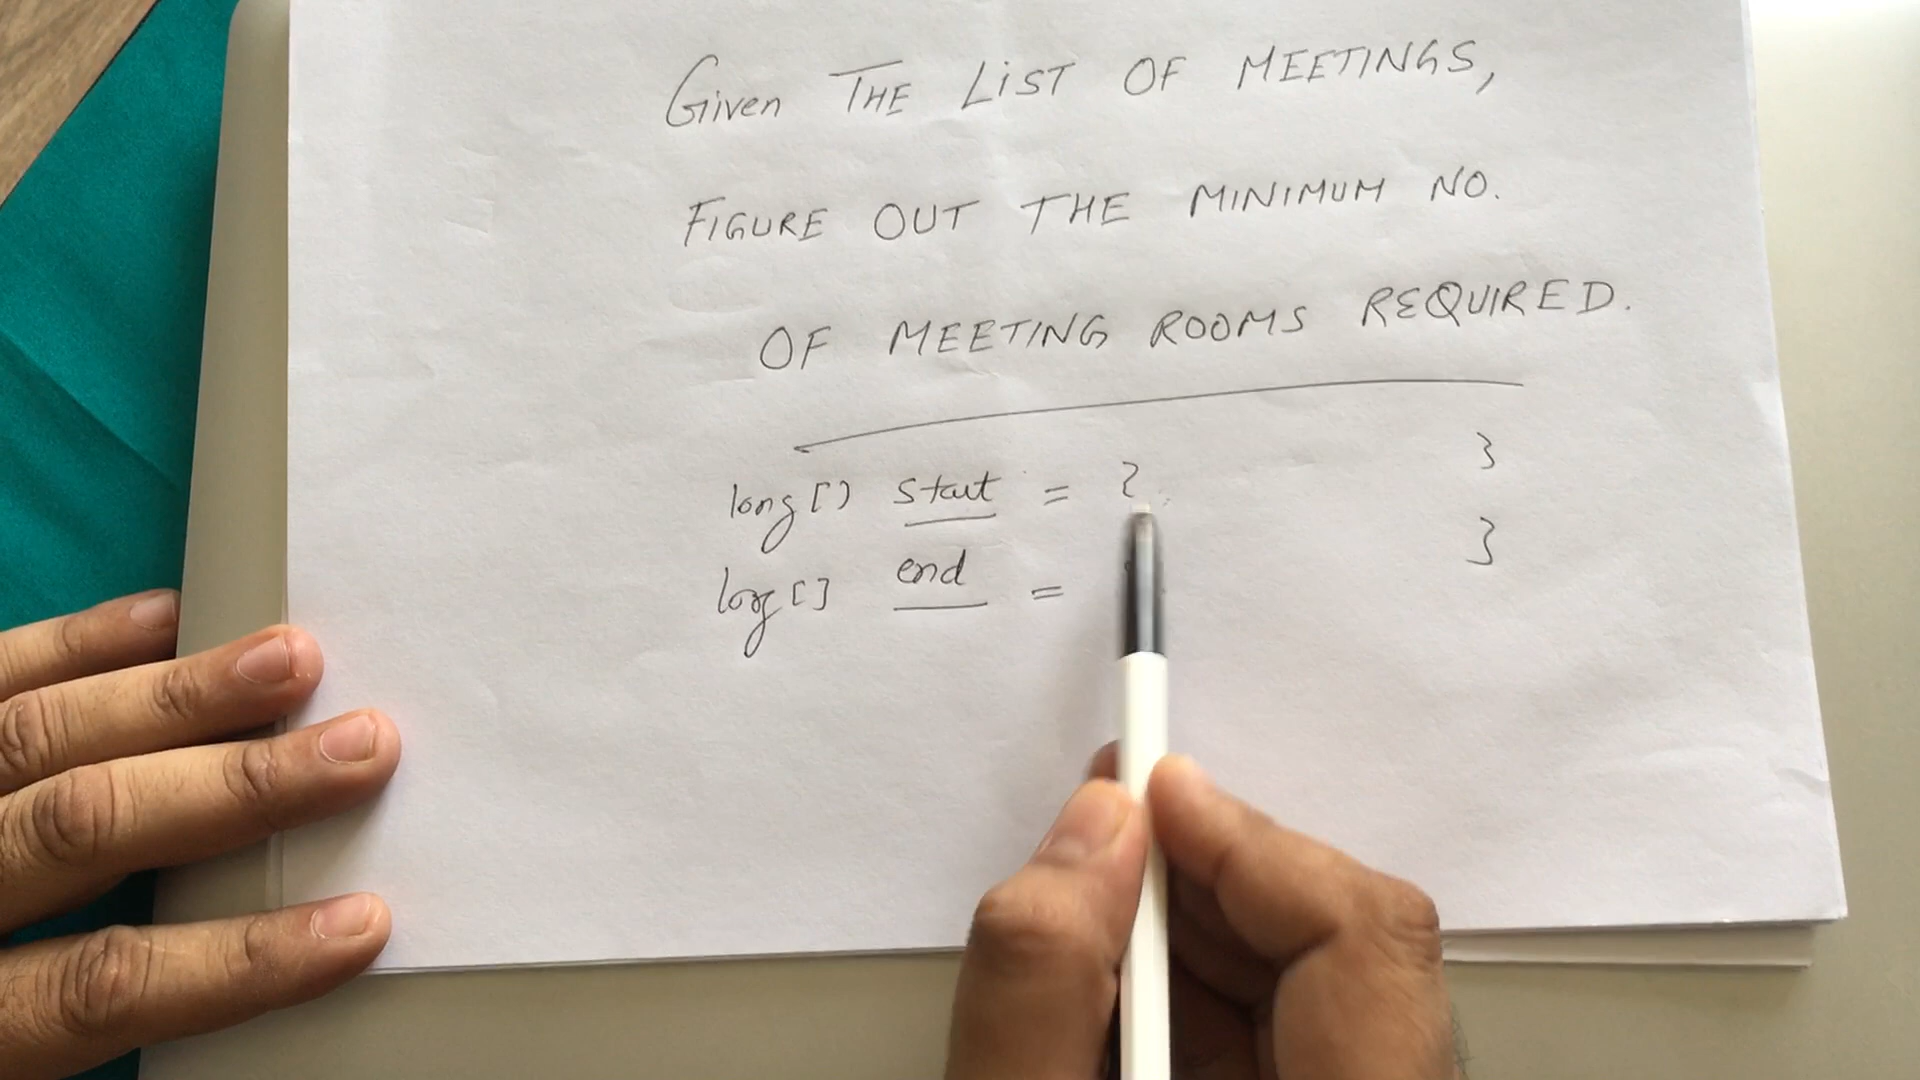 Given THE LIST OF MEETINGS,
FIGURE OUT THE MINIMUM NO.
OF MEETING ROOMS REQUIRED.
long[] start = { }
long[] end = }